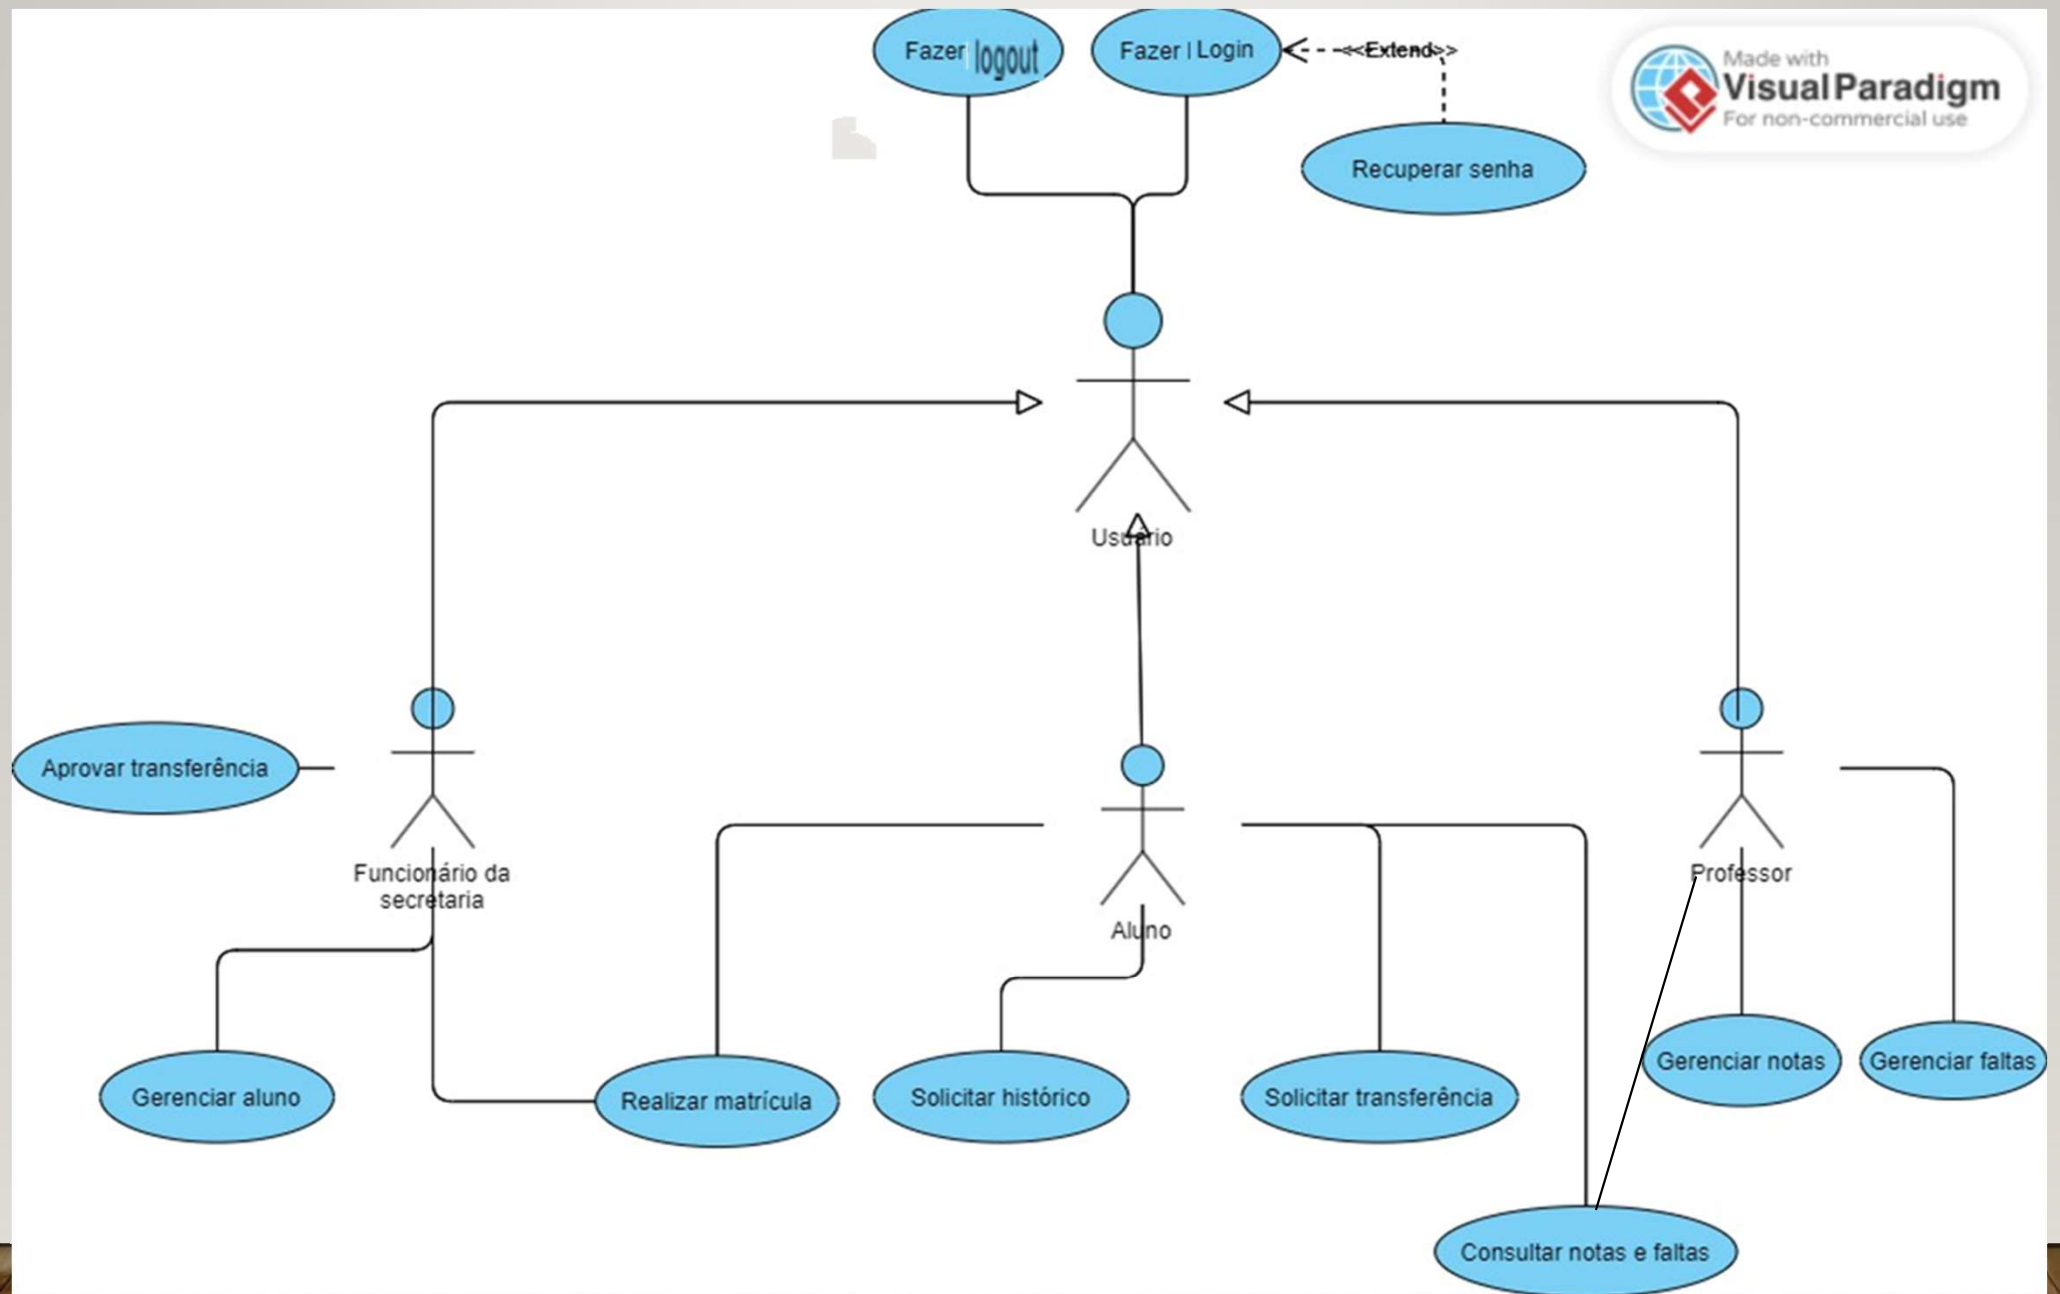 Fazer logout
Fazer l Login
<<Extend>>
Made with
Visual Paradigm
For non-commercial use
Recuperar senha
Usuário
Aprovar transferência
Funcionário da
secretaria
Aluno
Professor
Gerenciar aluno
Realizar matrícula
Solicitar histórico
Solicitar transferência
Gerenciar notas
Gerenciar faltas
Consultar notas e faltas